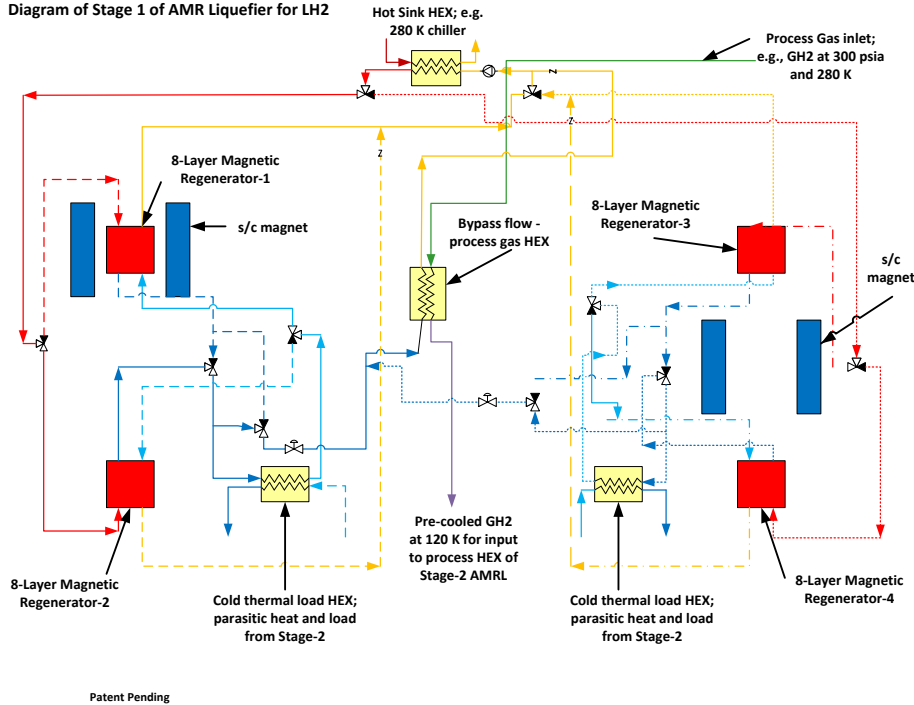 Diagram of Stage 1 of AMR Liquefier for LH2
Hot Sink HEX; e.g.
280 K chiller
Process Gas inlet;
e.g., GH2 at 300 psia
and 280 K
8-Layer Magnetic
Regenerator-1
s/c magnet
Bypass flow -
process gas HEX
8-Layer Magnetic
Regenerator-3
s/c
magnet
8-Layer Magnetic
Regenerator-2
Cold thermal load HEX;
parasitic heat and load
from Stage-2
Pre-cooled GH2
at 120 K for input
to process HEX of
Stage-2 AMRL
Cold thermal load HEX;
parasitic heat and load
from Stage-2
8-Layer Magnetic
Regenerator-4
Patent Pending